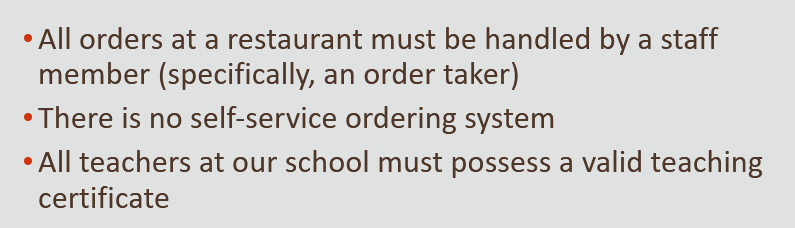 • All orders at a restaurant must be handled by a staff
member (specifically, an order taker)
• There is no self-service ordering system
• All teachers at our school must possess a valid teaching
certificate